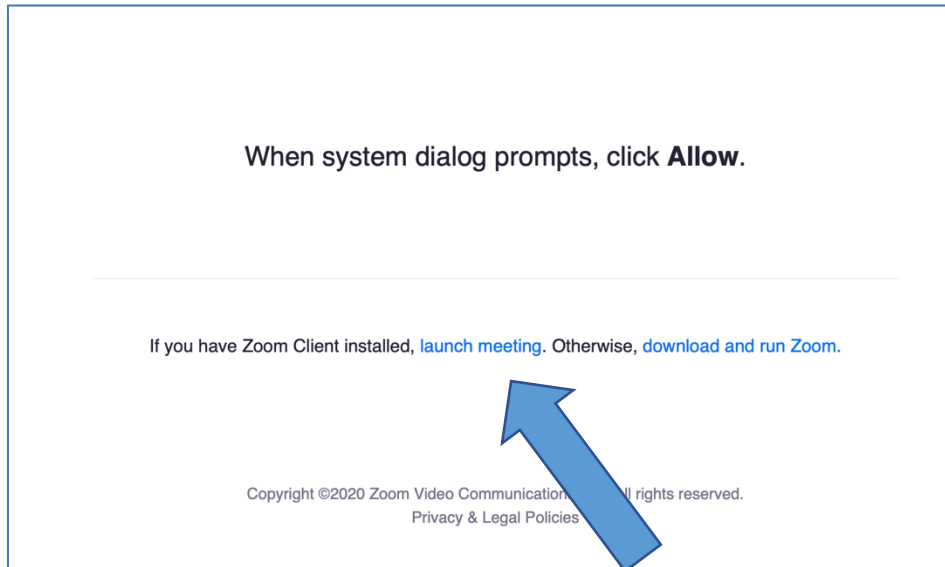 When system dialog prompts, click Allow.
If you have Zoom Client installed, launch meeting. Otherwise, download and run Zoom.
Copyright ©2020 Zoom Video Communication rights reserved.
Privacy & Legal Policies